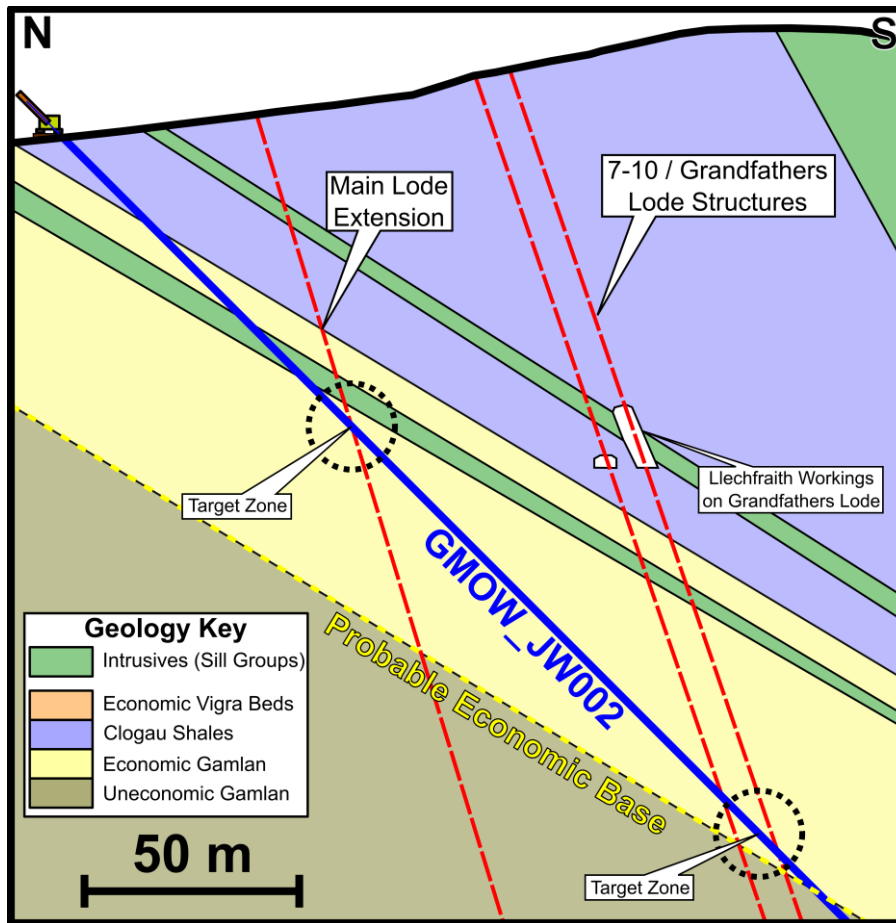 N
S
Main Lode
Extension
7-10 / Grandfathers
Lode Structures
Llechfraith Workings
on Grandfathers Lode
Target Zone
GMOW_JW002
Probable Economic Base
Geology Key
Intrusives (Sill Groups)
Economic Vigra Beds
Clogau Shales
Economic Gamlan
Uneconomic Gamlan
50 m
Target Zone